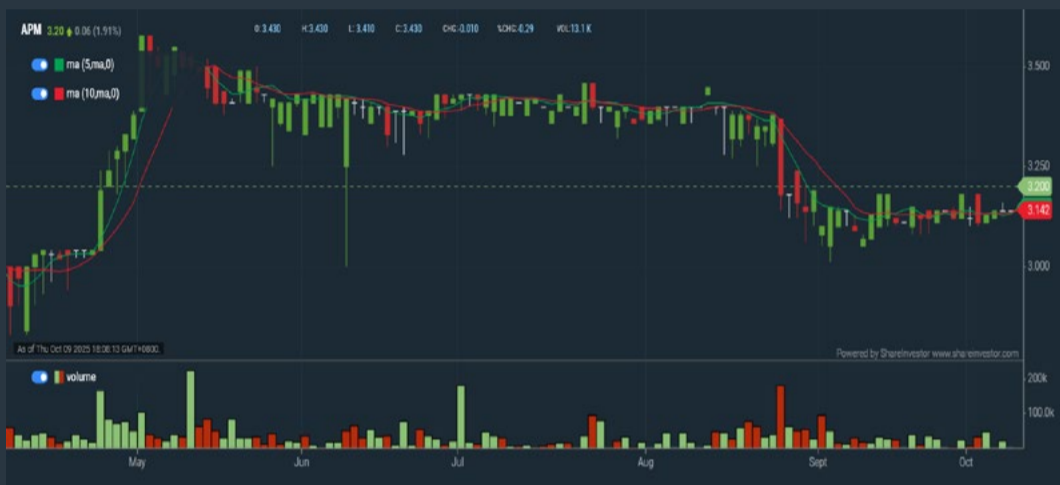 APM 3.20 0.06 (1.91%) O:3.430 H:3.430 L:3.410 C:3.430 CHG:-0.010 %CHG:-0.29 VOL:13.1 K
ma (5,ma,0)
ma (10,ma,0)
3.500
3.250
3.200
3.142
3.000
As of Thu Oct 09 2025 18:08:13 GMT+0800.
Powered by ShareInvestor www.shareinvestor.com
volume
200k
100.0k
May Jun Jul Aug Sept Oct